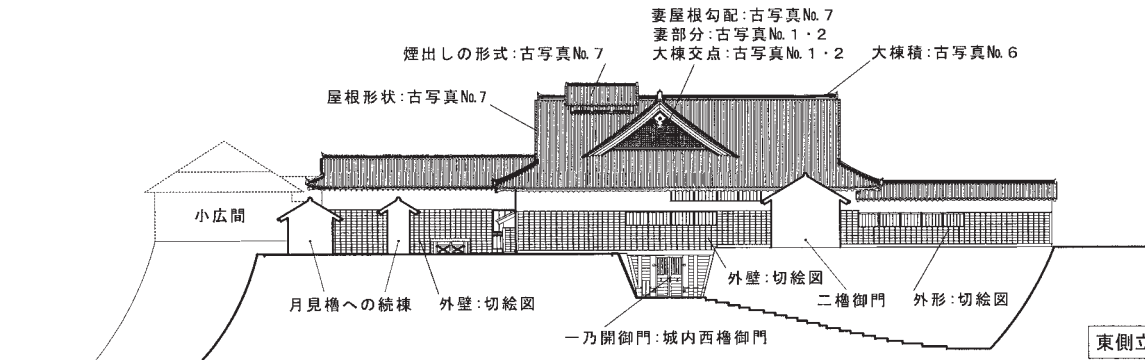 妻屋根勾配:古写真№7
妻部分:古写真№1・2
煙出しの形式:古写真№7
大棟交点:古写真№1・2
大棟積:古写真№6
屋根形状:古写真№7
小広間
月見櫓への続棟
外壁:切絵図
外壁:切絵図
二櫓御門
外形:切絵図
一乃開御門:城内西櫓御門
東側立